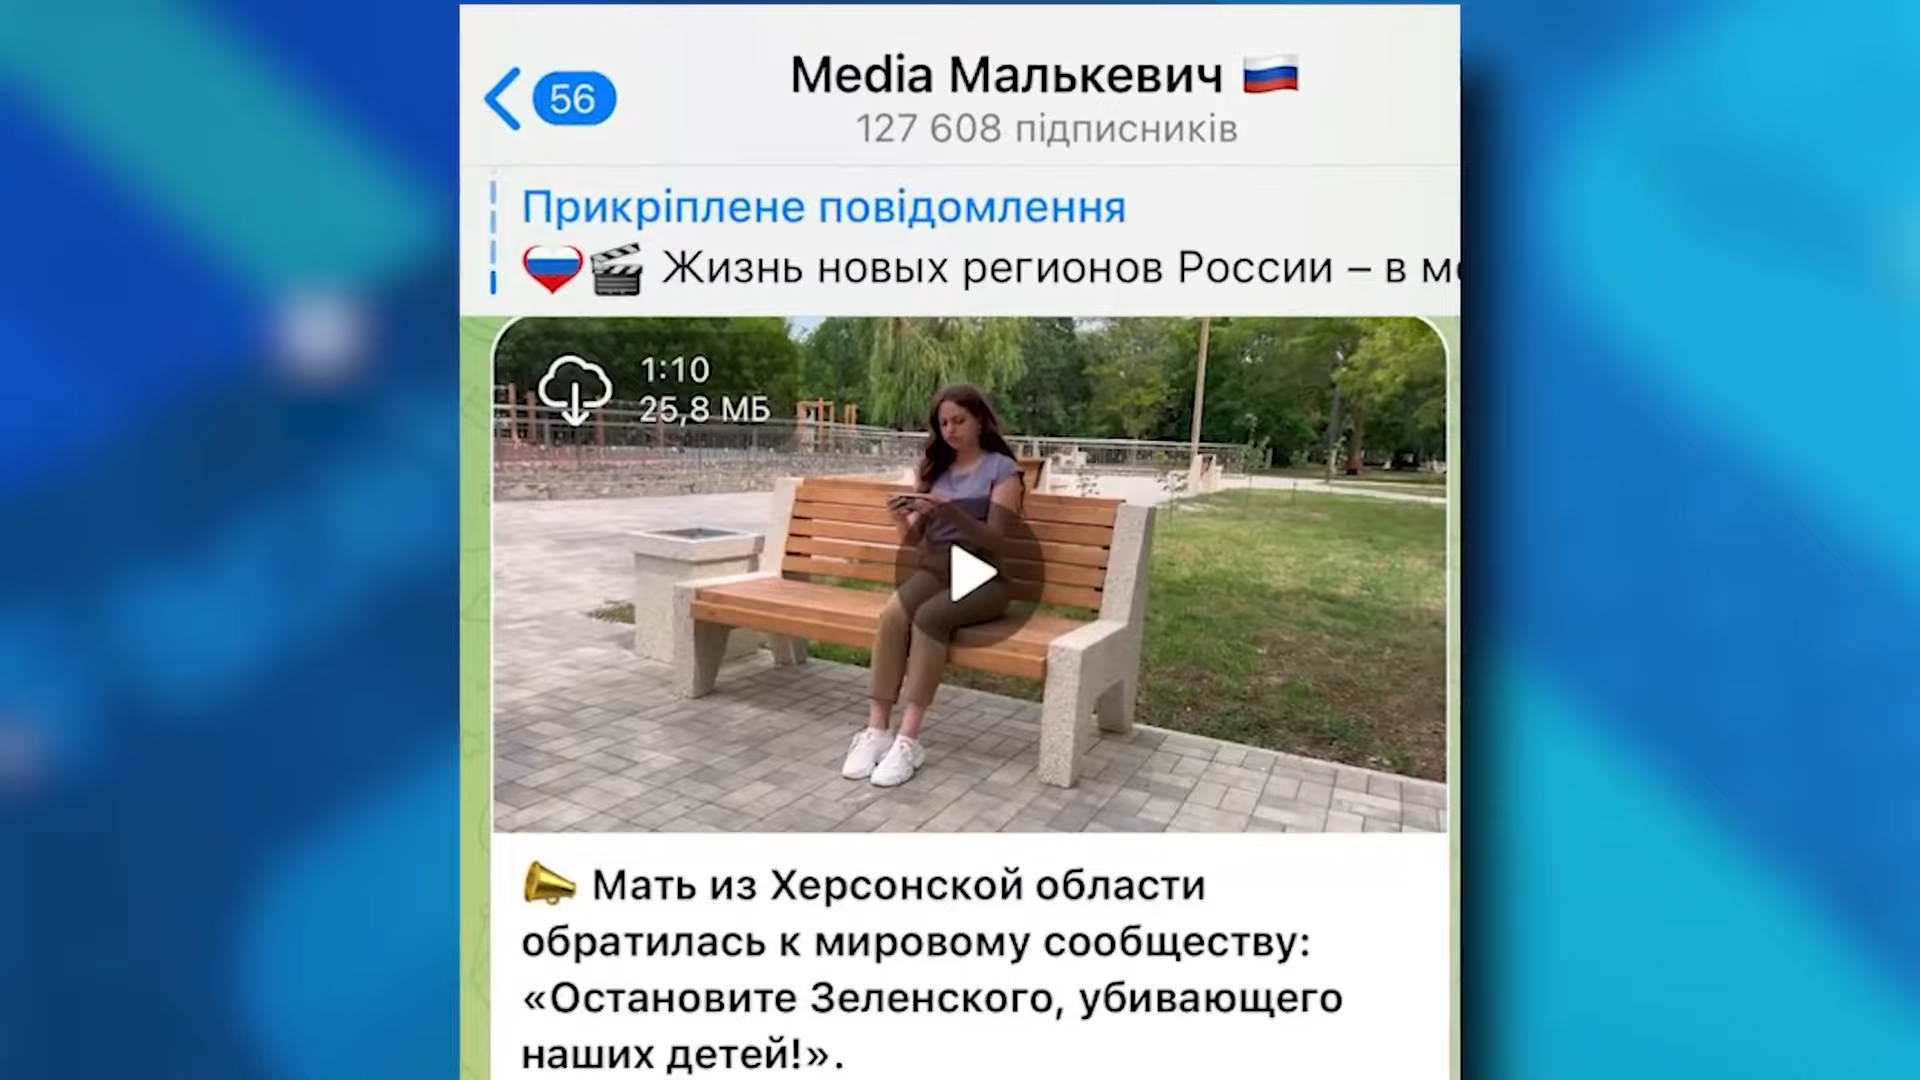 56
Media Малькевич
127 608 підписників
Прикріплене повідомлення
Жизнь новых регионов России – в
1:10
25,8 МБ
Мать из Херсонской области
обратилась к мировому сообществу:
«Остановите Зеленского, убивающего
наших детей!».